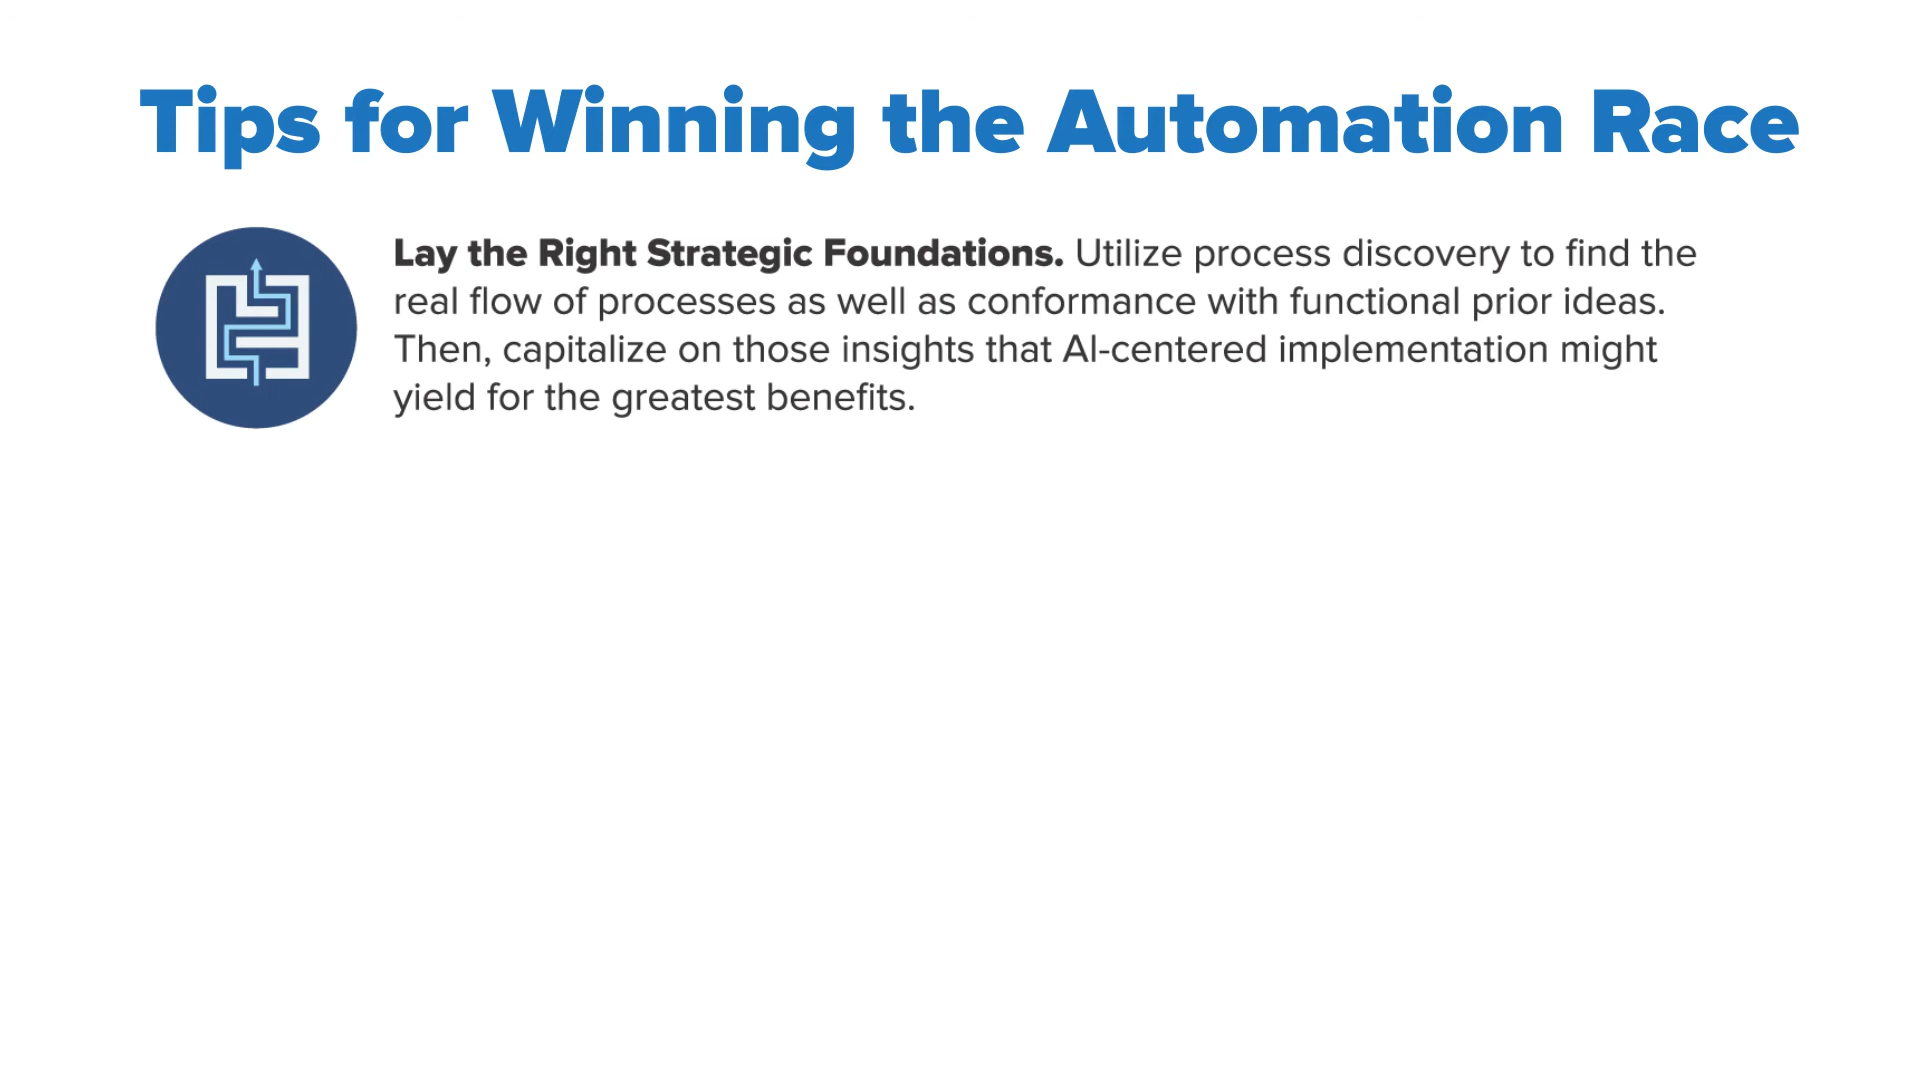 Tips for Winning the Automation Race
Lay the Right Strategic Foundations. Utilize process discovery to find the
real flow of processes as well as conformance with functional prior ideas.
Then, capitalize on those insights that AI-centered implementation might
yield for the greatest benefits.